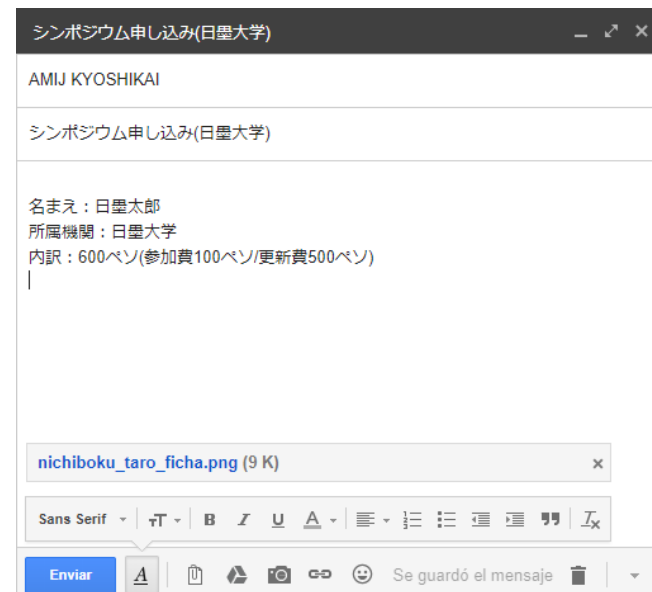 シンポジウム申し込み(日墨大学)
AMIJ KYOSHIKAI
シンポジウム申し込み(日墨大学)
名まえ：日墨太郎
所属機関：日墨大学
内訳：600ペソ(参加費100ペソ/更新費500ペソ)
nichiboku_taro_ficha.png (9 K)
Sans Serif
Enviar
Se guardó el mensaje